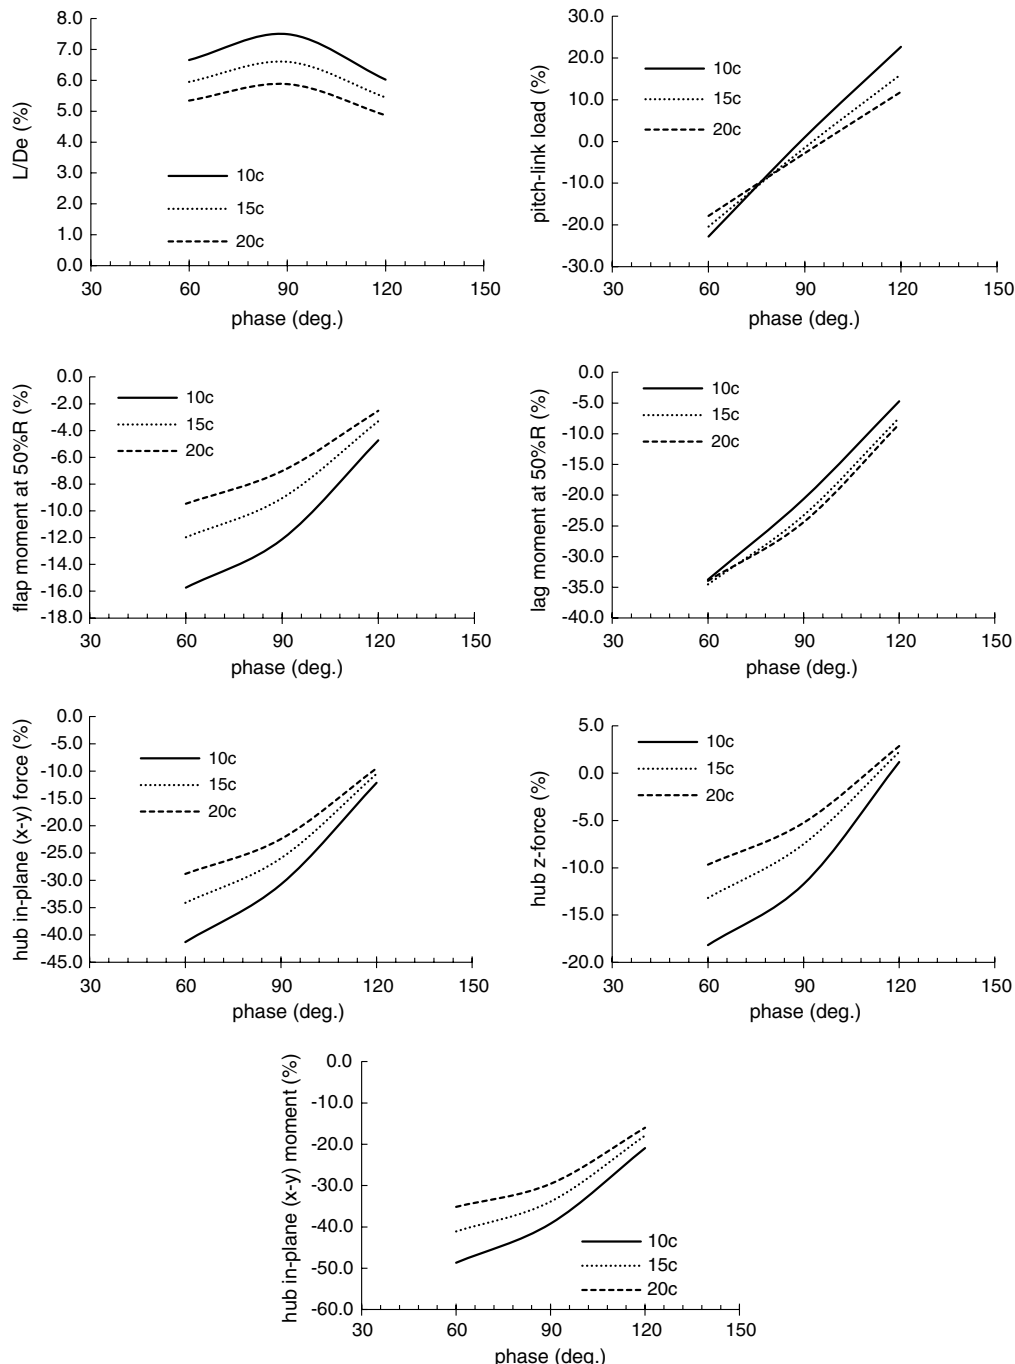 8.0
7.0
6.0
5.0
4.0
3.0
2.0
1.0
0.0
L/De (%)
10c
15c
20c
30 60 90 120 150
phase (deg.)
20.0
10.0
0.0
-10.0
-20.0
-30.0
pitch-link load (%)
10c
15c
20c
30 60 90 120 150
phase (deg.)
0.0
-2.0
-4.0
-6.0
-8.0
-10.0
-12.0
-14.0
-16.0
-18.0
flap moment at 50%R (%)
10c
15c
20c
30 60 90 120 150
phase (deg.)
0.0
-5.0
-10.0
-15.0
-20.0
-25.0
-30.0
-35.0
-40.0
lag moment at 50%R (%)
10c
15c
20c
30 60 90 120 150
phase (deg.)
0.0
-5.0
-10.0
-15.0
-20.0
-25.0
-30.0
-35.0
-40.0
-45.0
hub in-plane (x-y) force (%)
10c
15c
20c
30 60 90 120 150
phase (deg.)
5.0
0.0
-5.0
-10.0
-15.0
-20.0
hub z-force (%)
10c
15c
20c
30 60 90 120 150
phase (deg.)
0.0
-10.0
-20.0
-30.0
-40.0
-50.0
-60.0
hub in-plane (x-y) moment (%)
10c
15c
20c
30 60 90 120 150
phase (deg.)